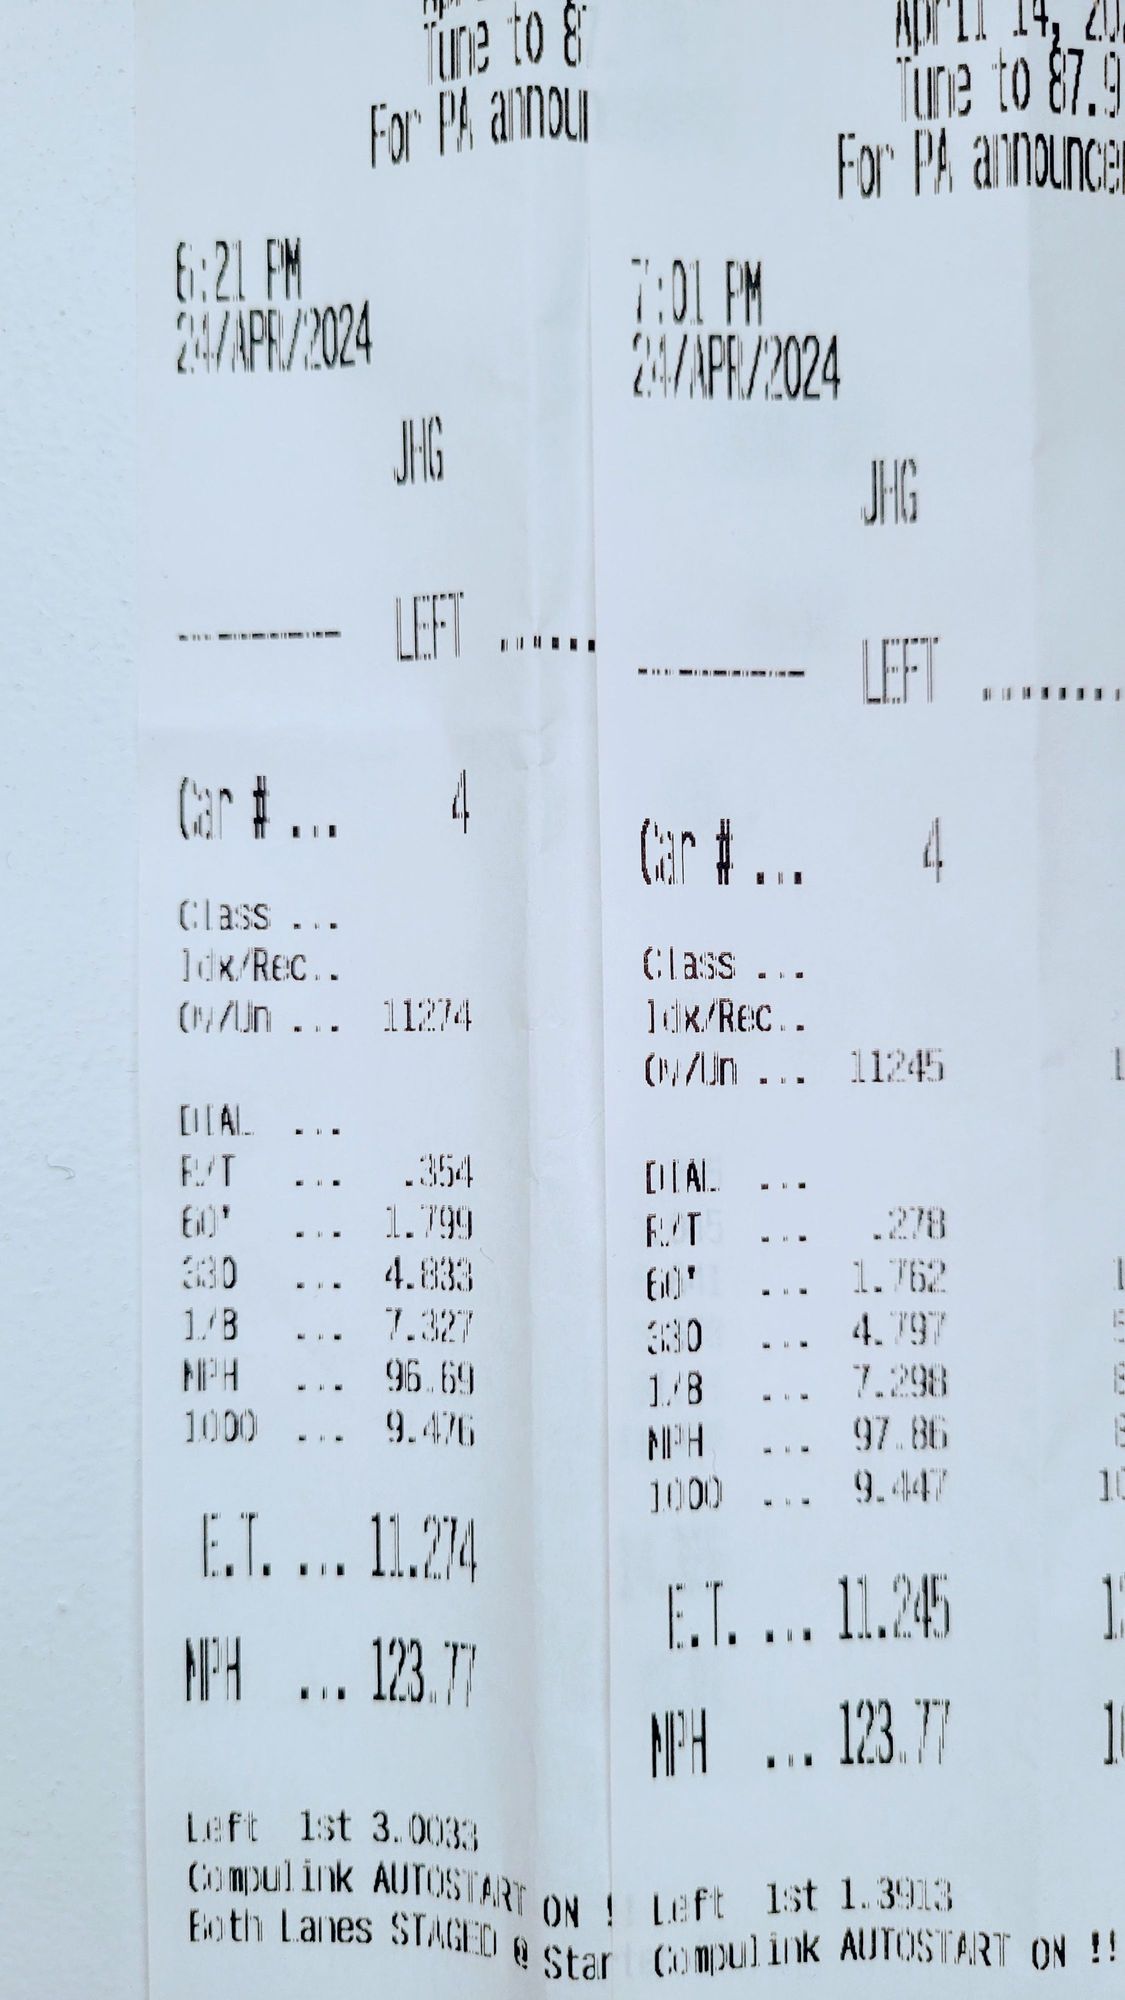 Tune to 8
For PA announ
6:21 PM
24/APR/2024
JHG
---------- LEFT ......
Car # ... 4
Class ...
Idx/Rec..
Ov/Un ... 11274
DIAL ...
R/T ... .354
60' ... 1.799
330 ... 4.833
1/8 ... 7.327
MPH ... 96.69
1000 ... 9.476
E.T. ... 11.274
MPH ... 123.77
Left 1st 3.0033
Compulink AUTOSTART ON !
Both Lanes STAGED @ Star
April 14, 20
Tune to 87.9
For PA announce
7:01 PM
24/APR/2024
JHG
---------- LEFT .........
Car # ... 4
Class ...
Idx/Rec..
Ov/Un ... 11245
DIAL ...
R/T ... .278
60' ... 1.762
330 ... 4.797
1/8 ... 7.298
MPH ... 97.86
1000 ... 9.447
E.T. ... 11.245
MPH ... 123.77
Left 1st 1.3913
Compulink AUTOSTART ON !!